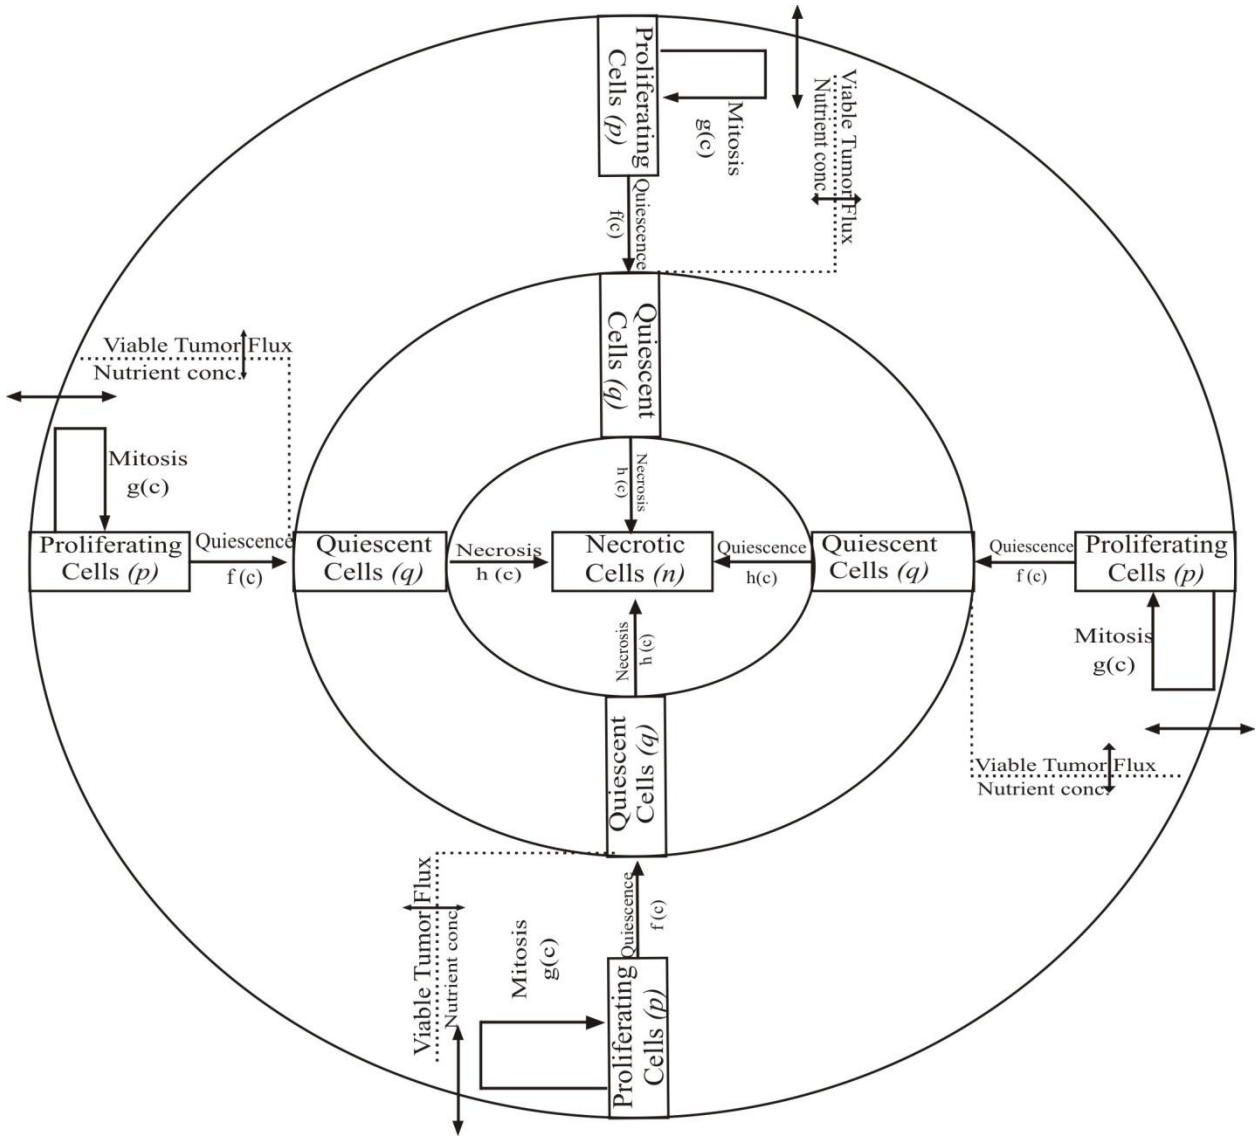 Proliferating
Cells (p)
Mitosis
g(c)
Viable Tumor Flux
Nutrient conc.
Quiescence
f(c)
Quiescent
Cells (q)
Necrosis
h (c)
Viable Tumor Flux
Nutrient conc.
Mitosis
g(c)
Proliferating
Cells (p)
Quiescence
f (c)
Quiescent
Cells (q)
Necrosis
h (c)
Necrotic
Cells (n)
Quiescence
h(c)
Quiescent
Cells (q)
Quiescence
f (c)
Proliferating
Cells (p)
Mitosis
g(c)
Viable Tumor Flux
Nutrient conc.
Necrosis
h (c)
Quiescent
Cells (q)
Quiescence
f (c)
Viable Tumor Flux
Nutrient conc.
Mitosis
g(c)
Proliferating
Cells (p)